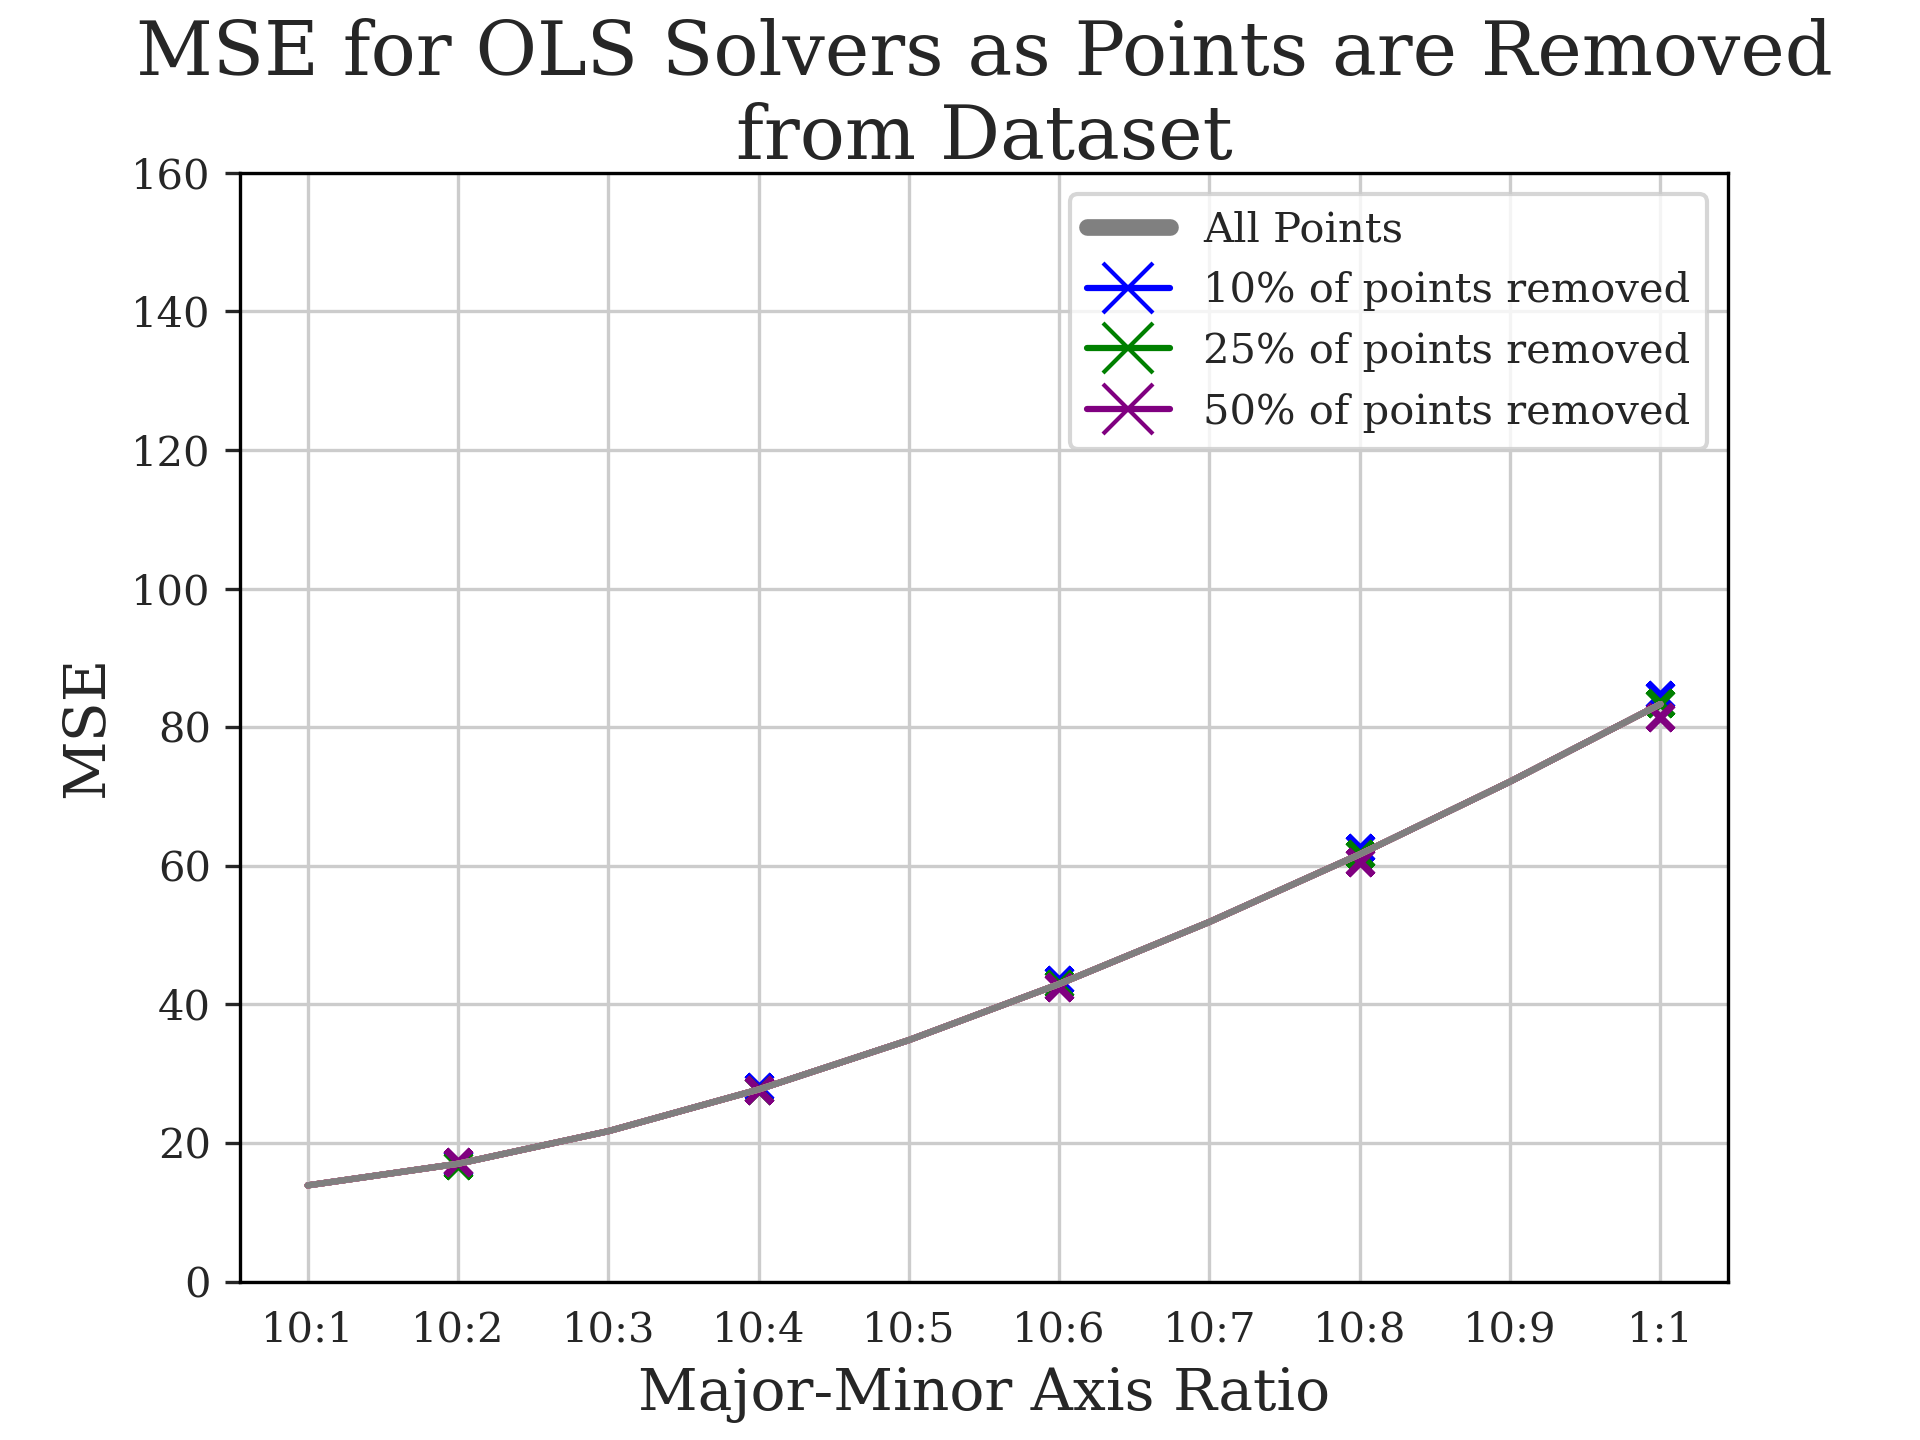 MSE for OLS Solvers as Points are Removed
from Dataset
160
140
120
100
80
60
40
20
0
MSE
All Points
10% of points removed
25% of points removed
50% of points removed
10:1 10:2 10:3 10:4 10:5 10:6 10:7 10:8 10:9 1:1
Major-Minor Axis Ratio